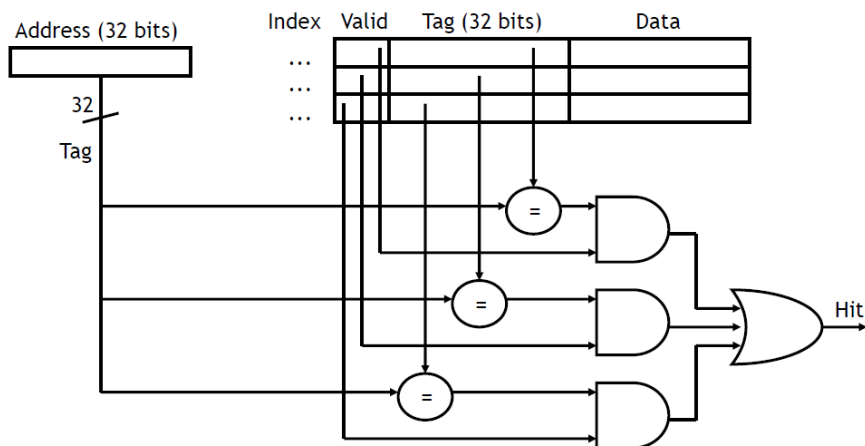 Address (32 bits)
Index Valid Tag (32 bits) Data
...
...
...
32
Tag
=
=
=
Hit